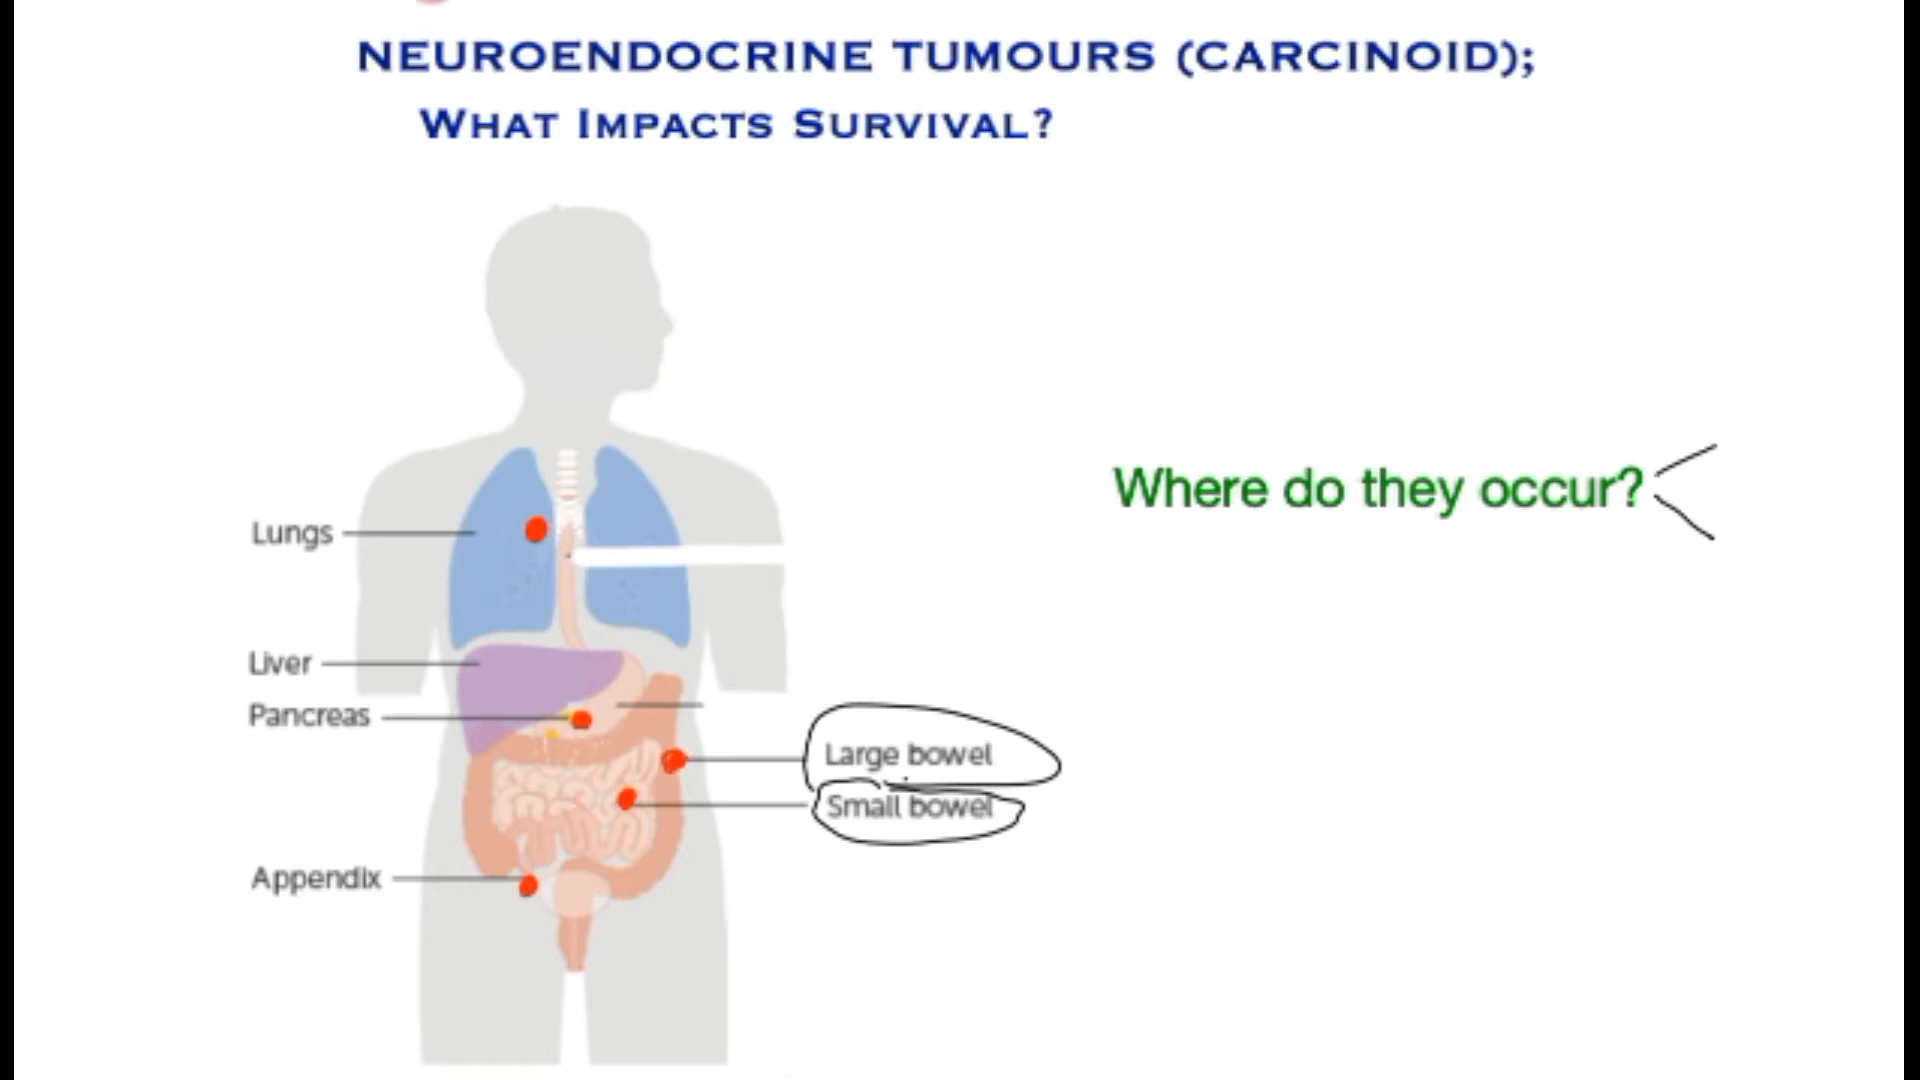 NEUROENDOCRINE TUMOURS (CARCINOID);
WHAT IMPACTS SURVIVAL?
Where do they occur?
Lungs
Liver
Pancreas
Large bowel
Small bowel
Appendix